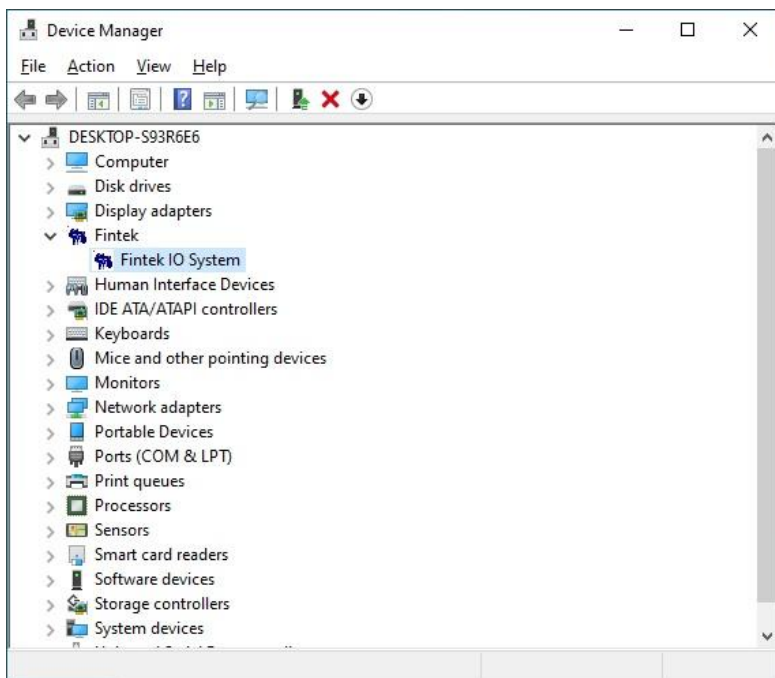 Device Manager
File Action View Help
DESKTOP-S93R6E6
Computer
Disk drives
Display adapters
Fintek
Fintek IO System
Human Interface Devices
IDE ATA/ATAPI controllers
Keyboards
Mice and other pointing devices
Monitors
Network adapters
Portable Devices
Ports (COM & LPT)
Print queues
Processors
Sensors
Smart card readers
Software devices
Storage controllers
System devices